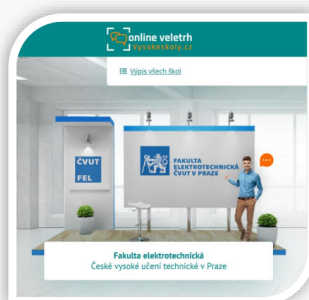 online veletrh
Vysokeskoly.cz
Výpis všech škol
ČVUT
FEL
FAKULTA
ELEKTROTECHNICKÁ
ČVUT V PRAZE
Fakulta elektrotechnická
České vysoké učení technické v Praze